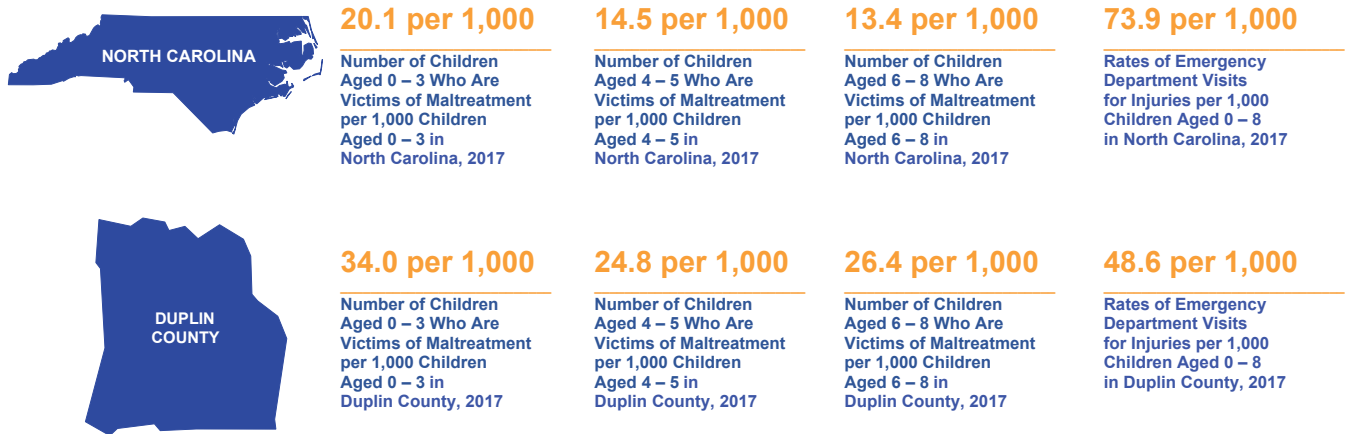 NORTH CAROLINA
20.1 per 1,000
Number of Children
Aged 0 – 3 Who Are
Victims of Maltreatment
per 1,000 Children
Aged 0 – 3 in
North Carolina, 2017
14.5 per 1,000
Number of Children
Aged 4 – 5 Who Are
Victims of Maltreatment
per 1,000 Children
Aged 4 – 5 in
North Carolina, 2017
13.4 per 1,000
Number of Children
Aged 6 – 8 Who Are
Victims of Maltreatment
per 1,000 Children
Aged 6 – 8 in
North Carolina, 2017
73.9 per 1,000
Rates of Emergency
Department Visits
for Injuries per 1,000
Children Aged 0 – 8
in North Carolina, 2017
DUPLIN
COUNTY
34.0 per 1,000
Number of Children
Aged 0 – 3 Who Are
Victims of Maltreatment
per 1,000 Children
Aged 0 – 3 in
Duplin County, 2017
24.8 per 1,000
Number of Children
Aged 4 – 5 Who Are
Victims of Maltreatment
per 1,000 Children
Aged 4 – 5 in
Duplin County, 2017
26.4 per 1,000
Number of Children
Aged 6 – 8 Who Are
Victims of Maltreatment
per 1,000 Children
Aged 6 – 8 in
Duplin County, 2017
48.6 per 1,000
Rates of Emergency
Department Visits
for Injuries per 1,000
Children Aged 0 – 8
in Duplin County, 2017